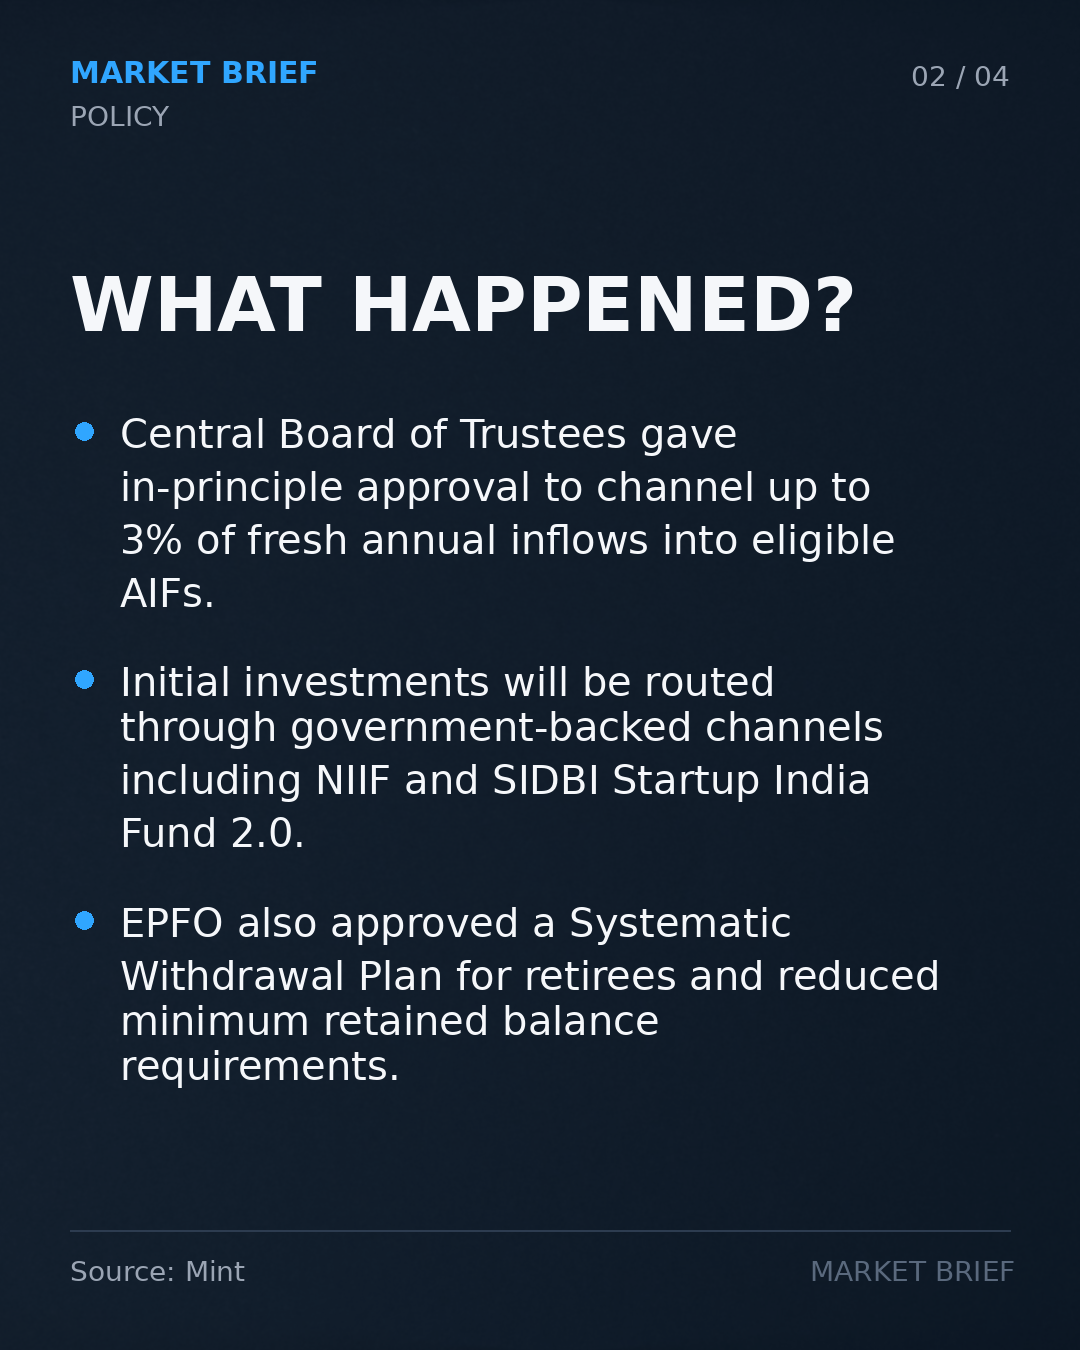 MARKET BRIEF
02 / 04
POLICY
WHAT HAPPENED?
Central Board of Trustees gave
in-principle approval to channel up to
3% of fresh annual inflows into eligible
AIFs.
Initial investments will be routed
through government-backed channels
including NIIF and SIDBI Startup India
Fund 2.0.
EPFO also approved a Systematic
Withdrawal Plan for retirees and reduced
minimum retained balance
requirements.
Source: Mint
MARKET BRIEF